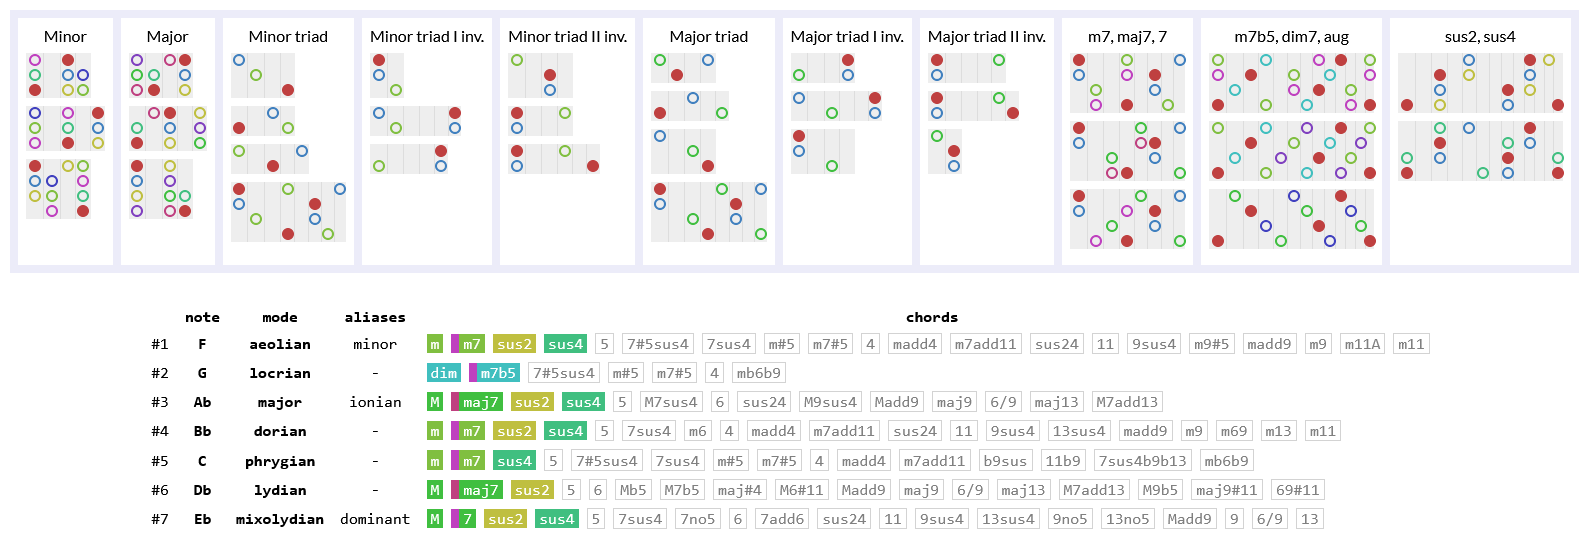 Minor Major Minor triad Minor triad I inv. Minor triad II inv. Major triad Major triad I inv. Major triad II inv. m7, maj7, 7 m7b5, dim7, aug sus2, sus4
note mode aliases chords
#1 F aeolian minor m m7 sus2 sus4 5 7#5sus4 7sus4 m#5 m7#5 4 madd4 m7add11 sus24 11 9sus4 m9#5 madd9 m9 m11A m11
#2 G locrian - dim m7b5 7#5sus4 m#5 m7#5 4 mb6b9
#3 Ab major ionian M maj7 sus2 sus4 5 M7sus4 6 sus24 M9sus4 Madd9 maj9 6/9 maj13 M7add13
#4 Bb dorian - m m7 sus2 sus4 5 7sus4 m6 4 madd4 m7add11 sus24 11 9sus4 13sus4 madd9 m9 m69 m13 m11
#5 C phrygian - m m7 sus4 5 7#5sus4 7sus4 m#5 m7#5 4 madd4 m7add11 b9sus 11b9 7sus4b9b13 mb6b9
#6 Db lydian - M maj7 sus2 5 6 Mb5 M7b5 maj#4 M6#11 Madd9 maj9 6/9 maj13 M7add13 M9b5 maj9#11 69#11
#7 Eb mixolydian dominant M 7 sus2 sus4 5 7sus4 7no5 6 7add6 sus24 11 9sus4 13sus4 9no5 13no5 Madd9 9 6/9 13